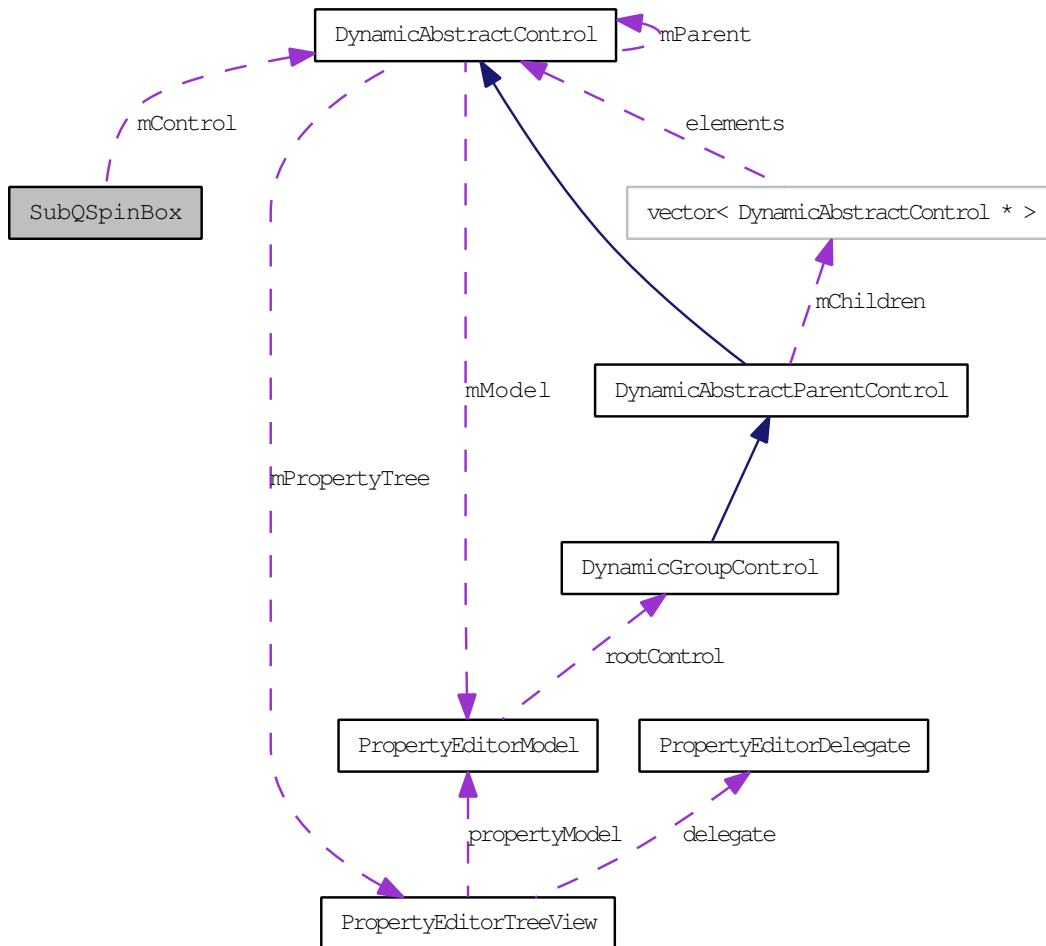 DynamicAbstractControl
mParent
mControl
elements
SubQSpinBox
vector< DynamicAbstractControl * >
mChildren
mModel
DynamicAbstractParentControl
mPropertyTree
DynamicGroupControl
rootControl
PropertyEditorModel
PropertyEditorDelegate
propertyModel
delegate
PropertyEditorTreeView